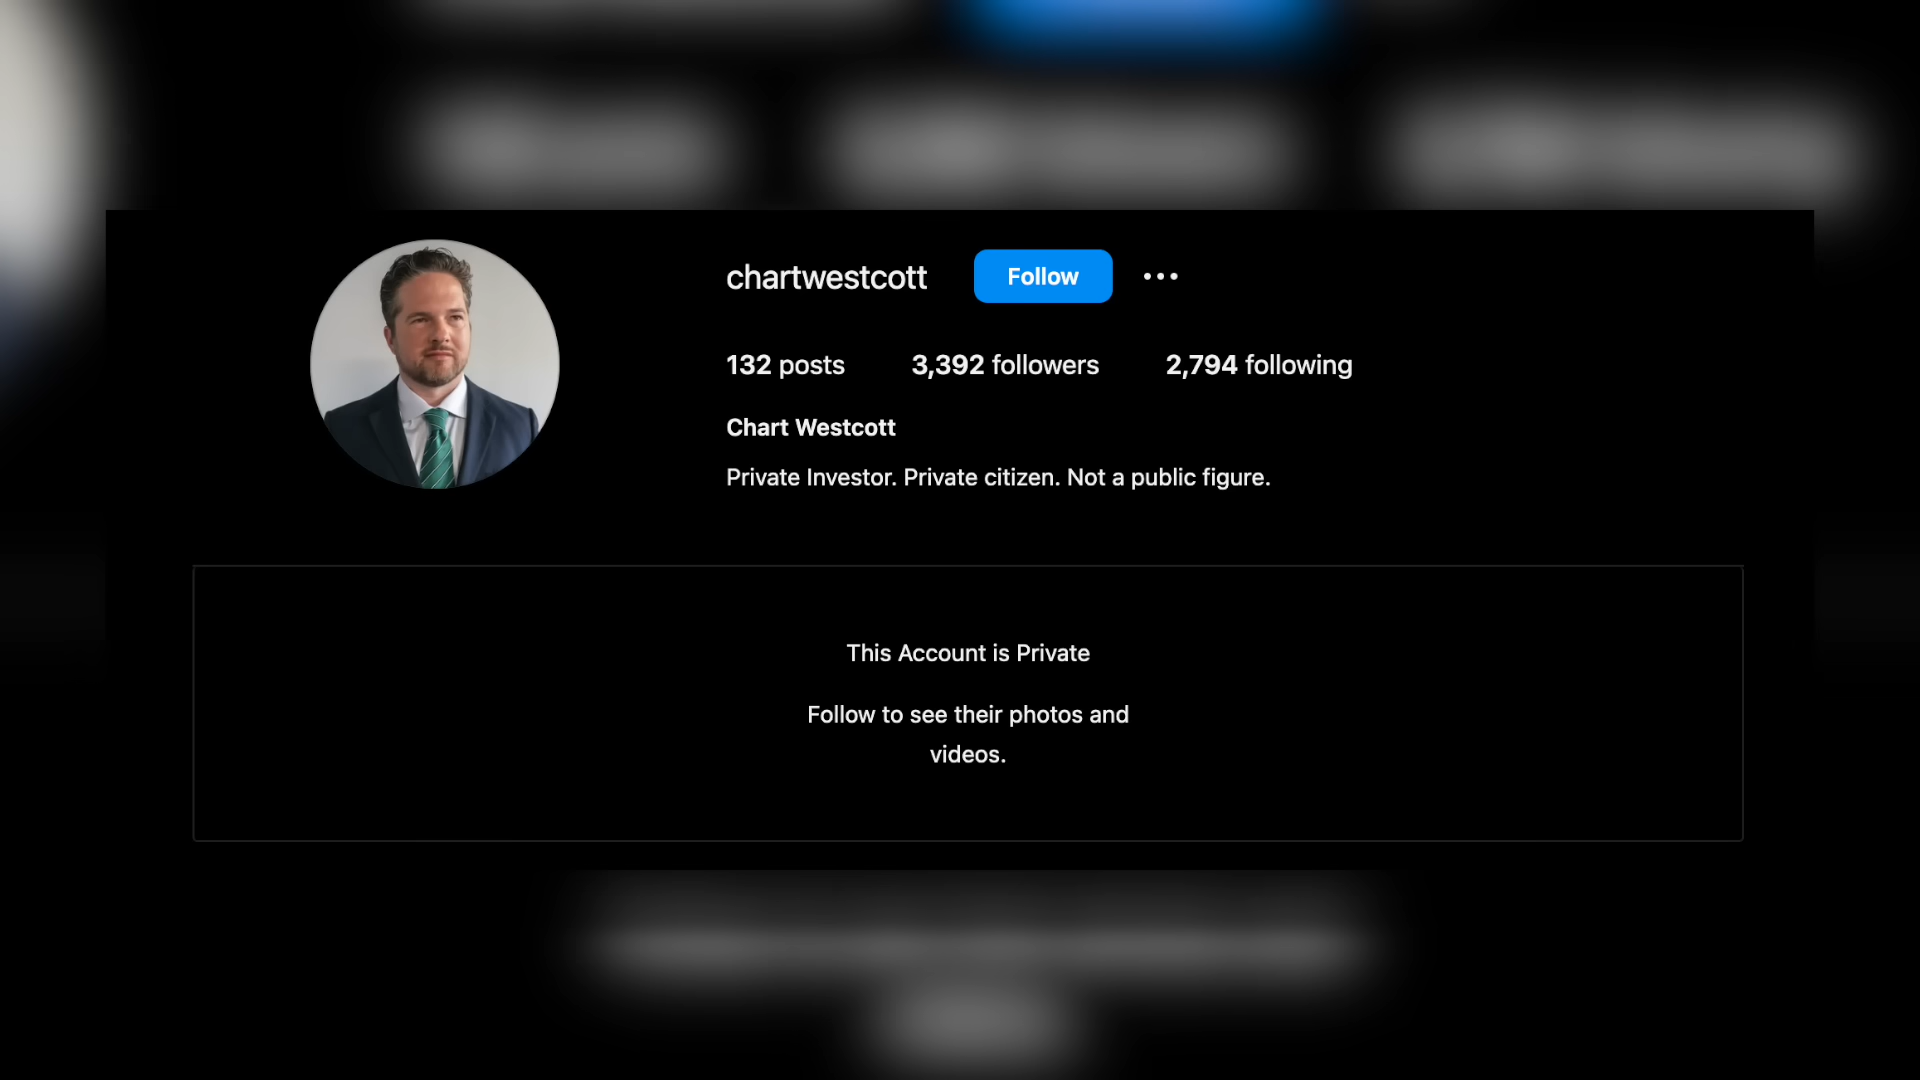 chartwestcott Follow
132 posts 3,392 followers 2,794 following
Chart Westcott
Private Investor. Private citizen. Not a public figure.
This Account is Private
Follow to see their photos and
videos.